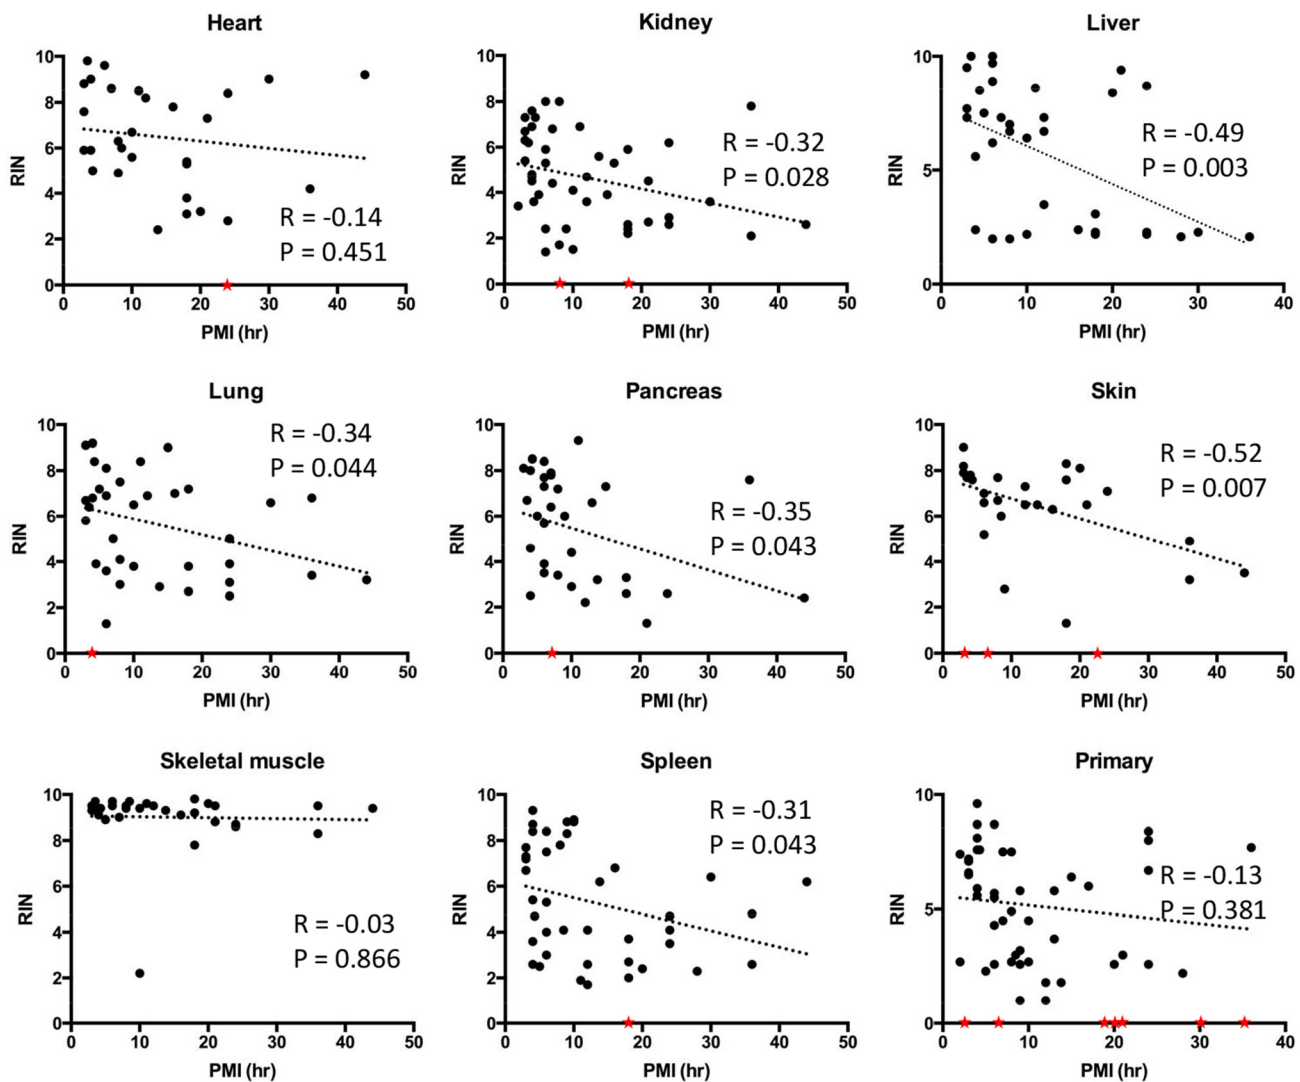 Heart
10
8
6
4
2
0
RIN
R = -0.14
P = 0.451
0 10 20 30 40 50
PMI (hr)
Kidney
10
8
6
4
2
0
RIN
R = -0.32
P = 0.028
0 10 20 30 40 50
PMI (hr)
Liver
10
5
0
RIN
R = -0.49
P = 0.003
0 10 20 30 40
PMI (hr)
Lung
10
8
6
4
2
0
RIN
R = -0.34
P = 0.044
0 10 20 30 40 50
PMI (hr)
Pancreas
10
8
6
4
2
0
RIN
R = -0.35
P = 0.043
0 10 20 30 40 50
PMI (hr)
Skin
10
8
6
4
2
0
RIN
R = -0.52
P = 0.007
0 10 20 30 40 50
PMI (hr)
Skeletal muscle
10
8
6
4
2
0
RIN
R = -0.03
P = 0.866
0 10 20 30 40 50
PMI (hr)
Spleen
10
8
6
4
2
0
RIN
R = -0.31
P = 0.043
0 10 20 30 40 50
PMI (hr)
Primary
10
5
0
RIN
R = -0.13
P = 0.381
0 10 20 30 40
PMI (hr)